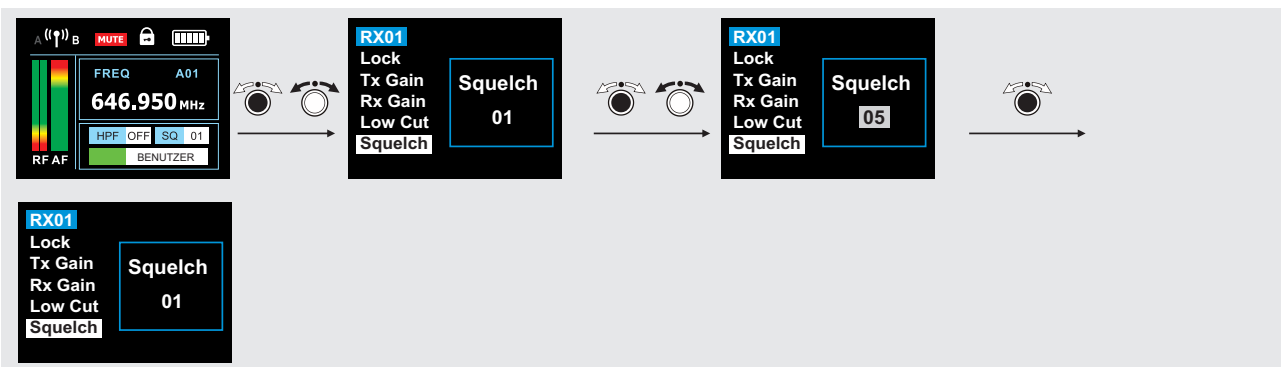 A B MUTE
FREQ A01
646.950 MHz
HPF OFF SQ 01
BENUTZER
RF AF
RX01
Lock
Tx Gain
Rx Gain
Low Cut
Squelch
Squelch
01
RX01
Lock
Tx Gain
Rx Gain
Low Cut
Squelch
Squelch
05
RX01
Lock
Tx Gain
Rx Gain
Low Cut
Squelch
Squelch
01